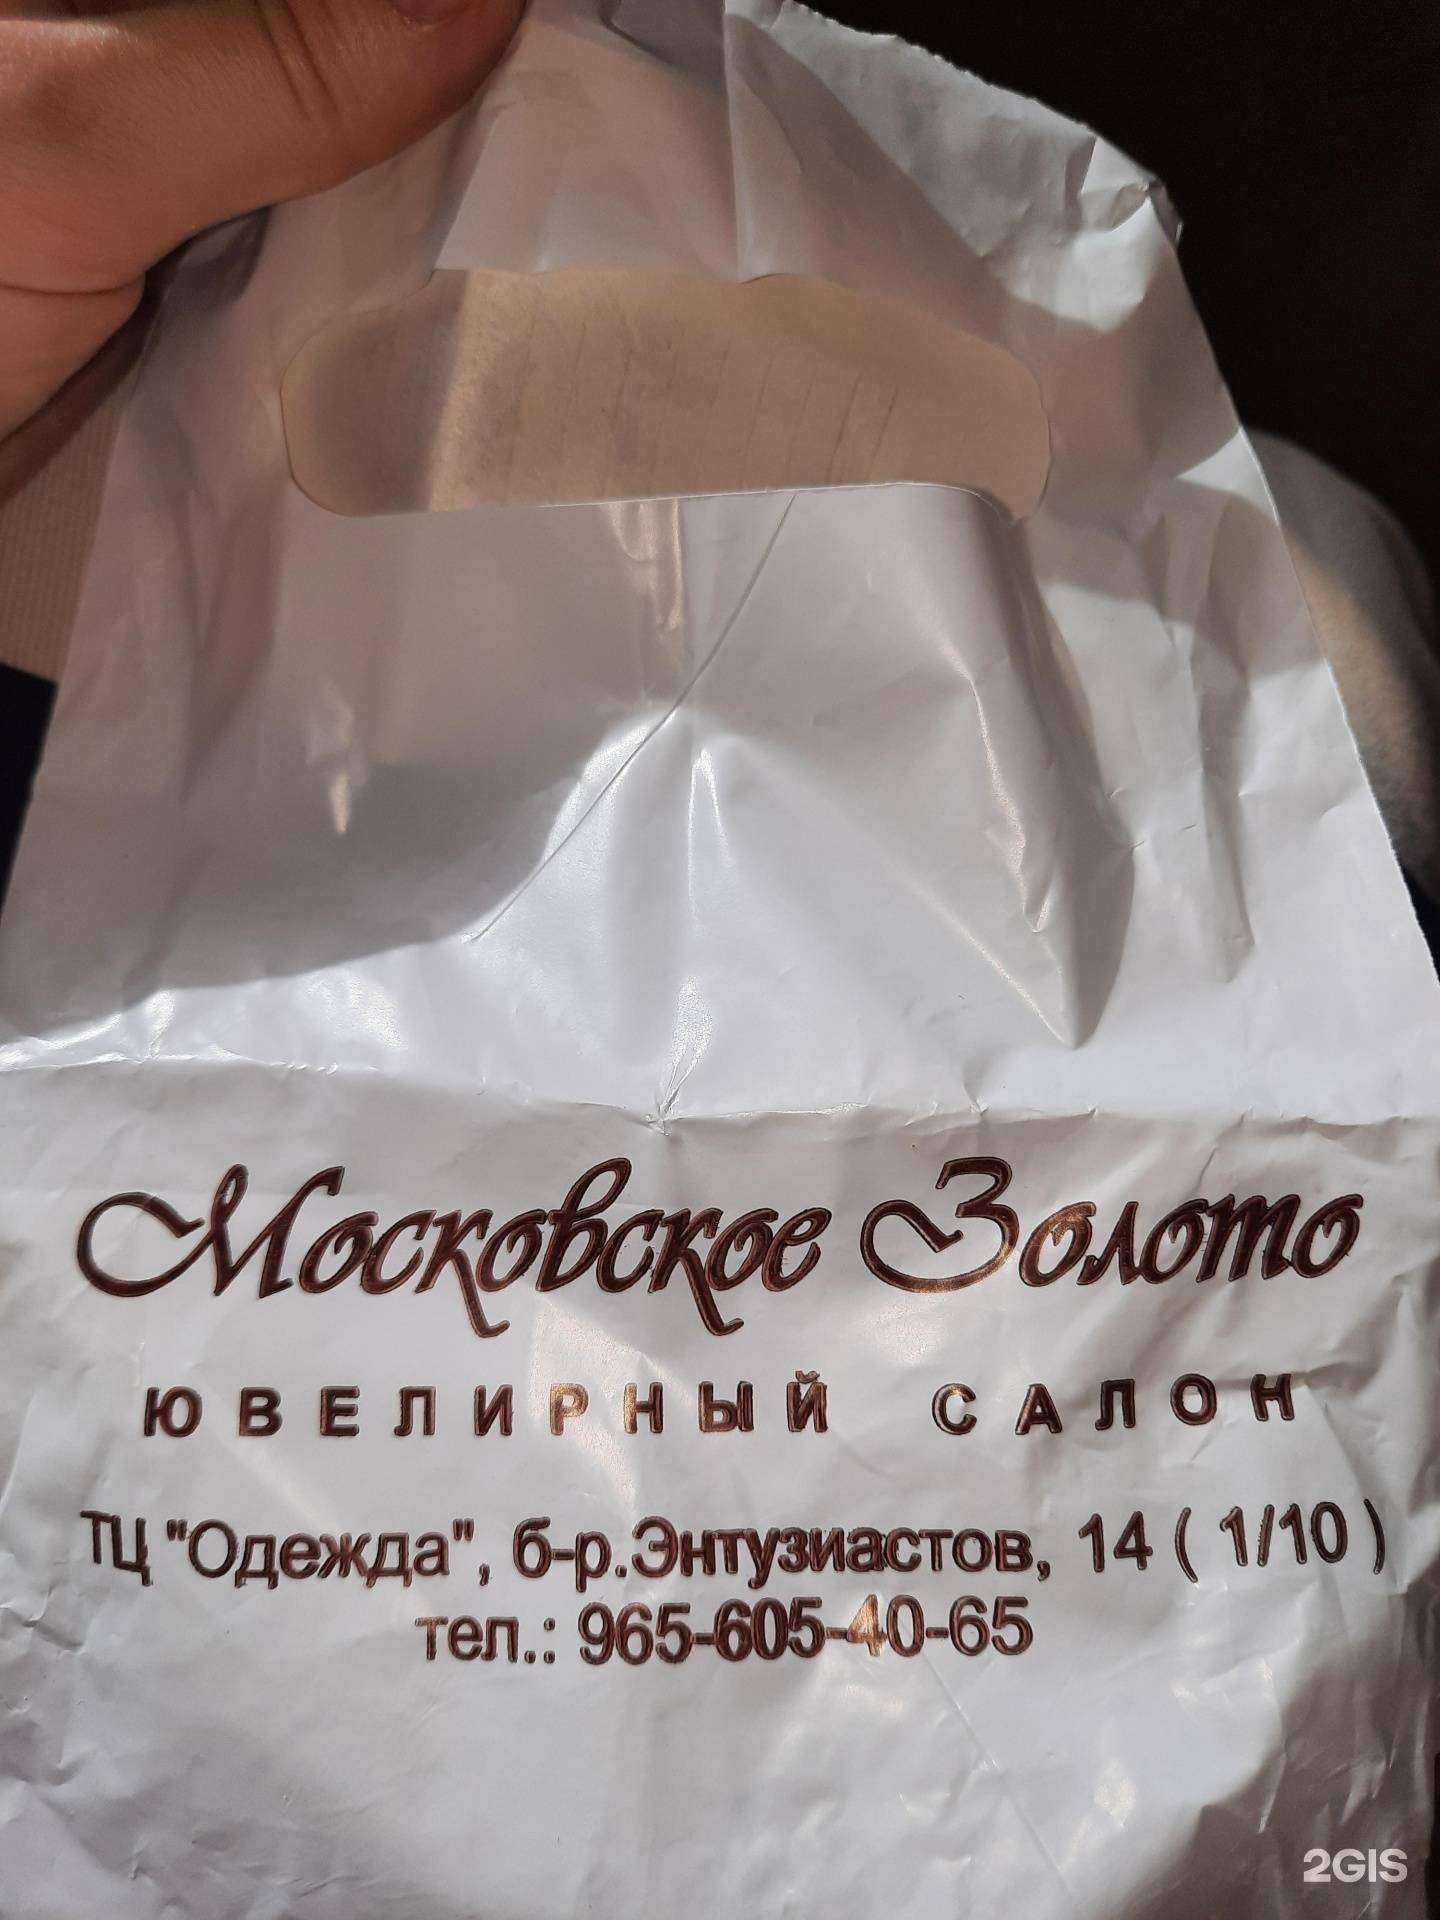 Московское Золото
ЮВЕЛИРНЫЙ САЛОН
ТЦ "Одежда", б-р.Энтузиастов, 14 ( 1/10 )
тел.: 965-605-40-65
2GIS